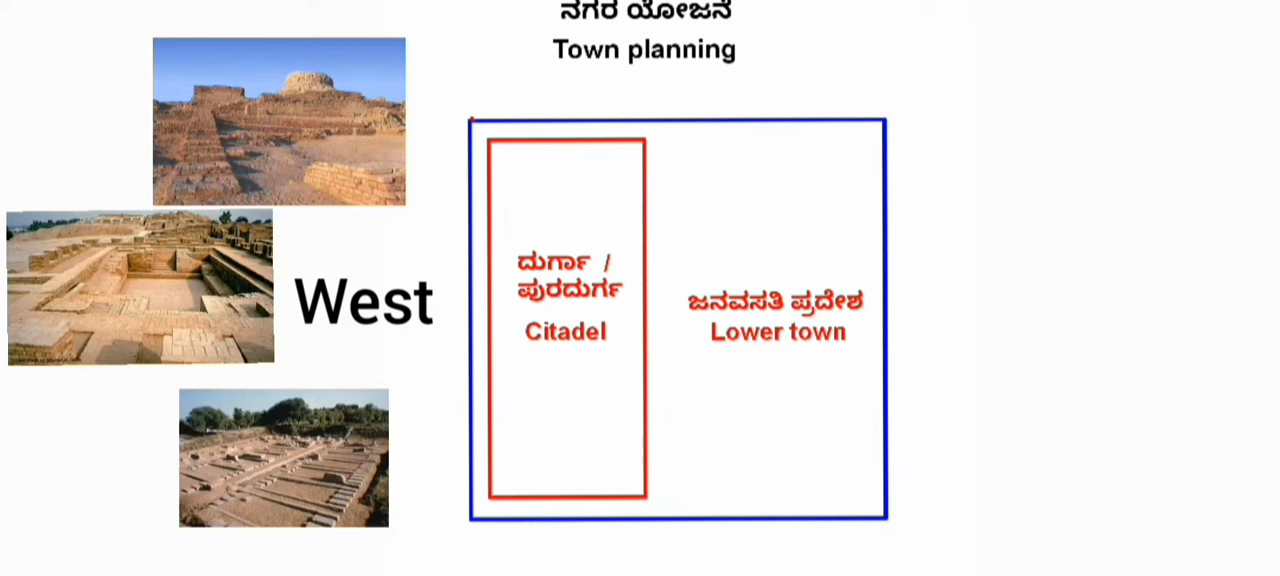 ನಗರ ಯೋಜನೆ
Town planning
West
ದುರ್ಗಾ /
ಪುರದುರ್ಗ
Citadel
ಜನವಸತಿ ಪ್ರದೇಶ
Lower town